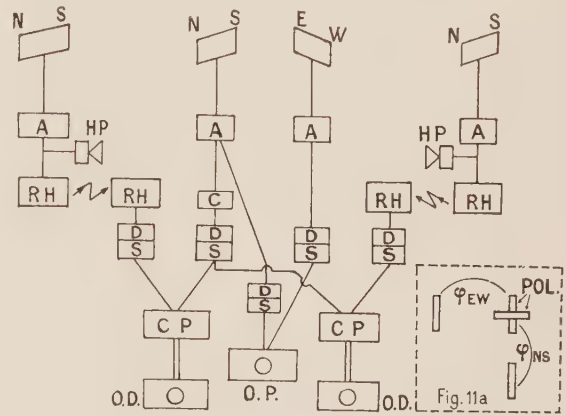 N S N S E W N S
A A A A
HP HP
RH RH C RH RH
D D D D
S S S S
D
S
CP CP
O.D. O.P. O.D.
POL.
φEW
φNS
Fig. 11a